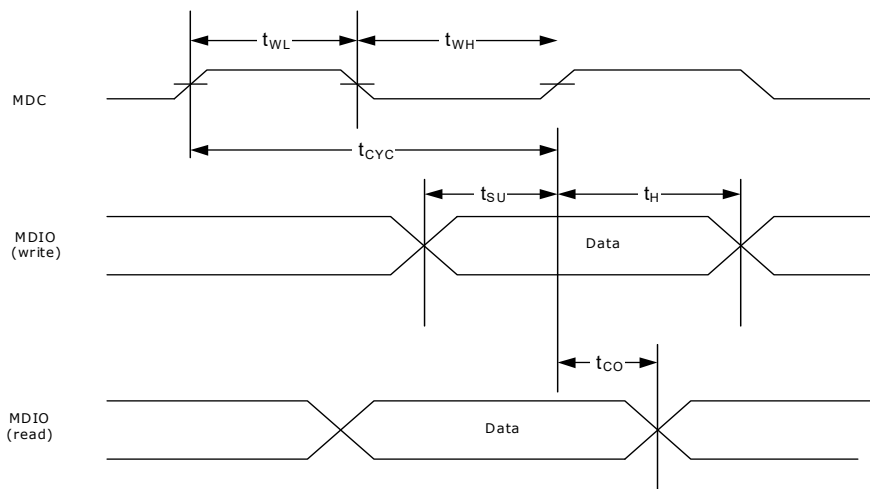 tWL
tWH
MDC
tCYC
tSU
tH
MDIO
(write)
Data
tCO
MDIO
(read)
Data